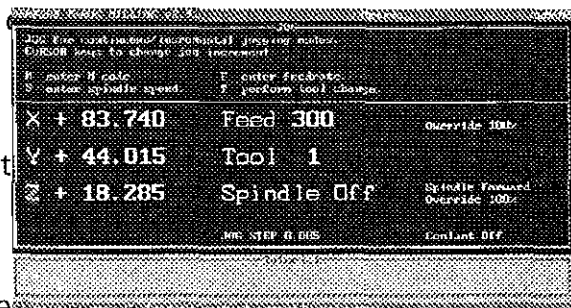 JOG
JOG for continuous/incremental jogging modes.
CURSOR keys to change jog increment
M enter M code F enter feedrate.
S enter spindle speed. T perform tool change.
X + 83.740 Feed 300 Override 100%
t
Y + 44.015 Tool 1
Z + 18.285 Spindle Off Spindle Forward
Override 100%
JOG STEP 0.005 Coolant Off